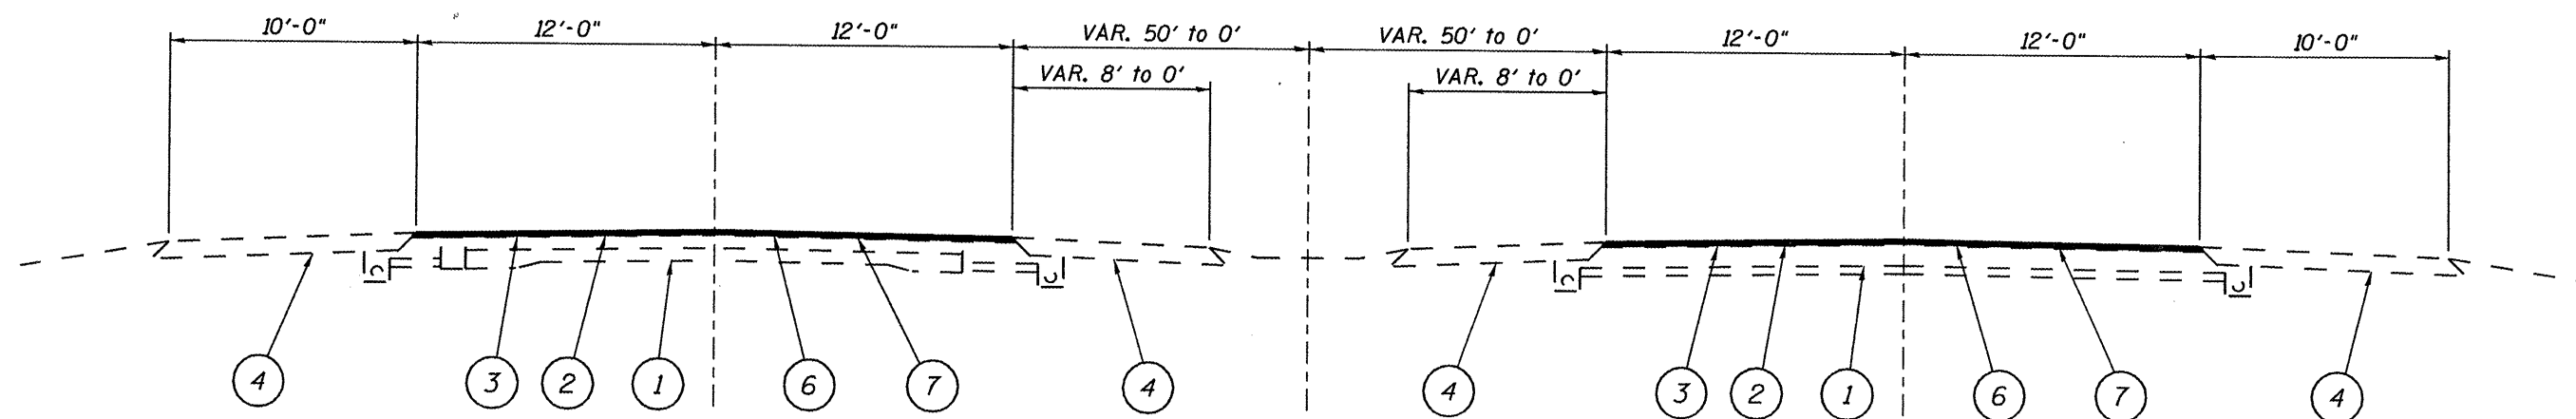 10'-0" 12'-0" 12'-0" VAR. 50' to 0' VAR. 50' to 0' 12'-0" 12'-0" 10'-0"
VAR. 8' to 0' VAR. 8' to 0'
4 3 2 1 6 7 4 4 3 2 1 6 7 4